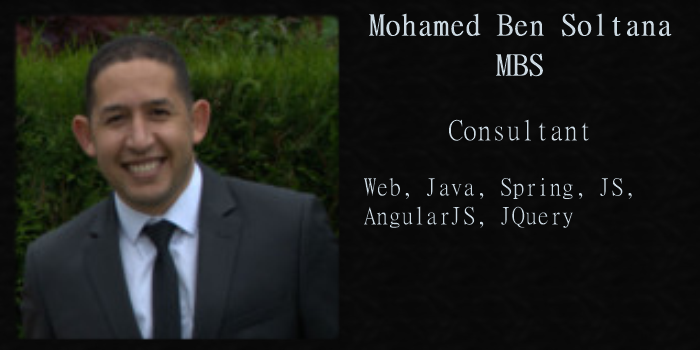 Mohamed Ben Soltana
MBS
Consultant
Web, Java, Spring, JS,
AngularJS, JQuery